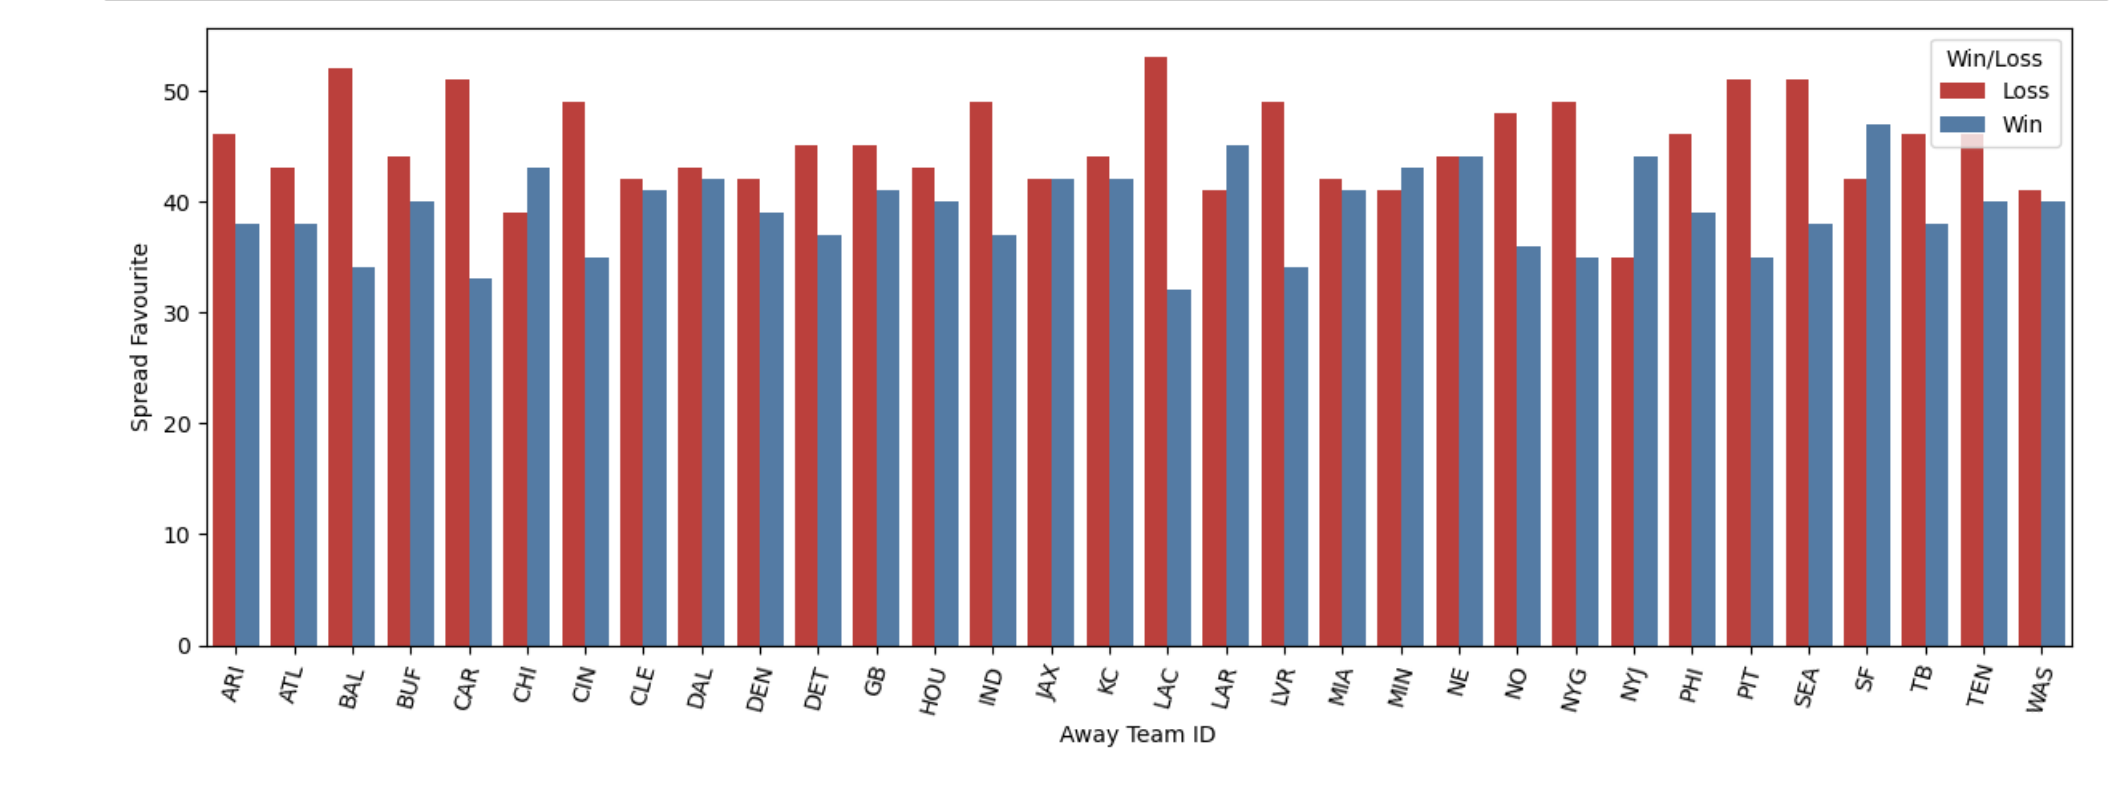 Win/Loss
Loss
Win
50
40
30
20
10
0
Spread Favourite
ARI ATL BAL BUF CAR CHI CIN CLE DAL DEN DET GB HOU IND JAX KC LAC LAR LVR MIA MIN NE NO NYG NYJ PHI PIT SEA SF TB TEN WAS
Away Team ID